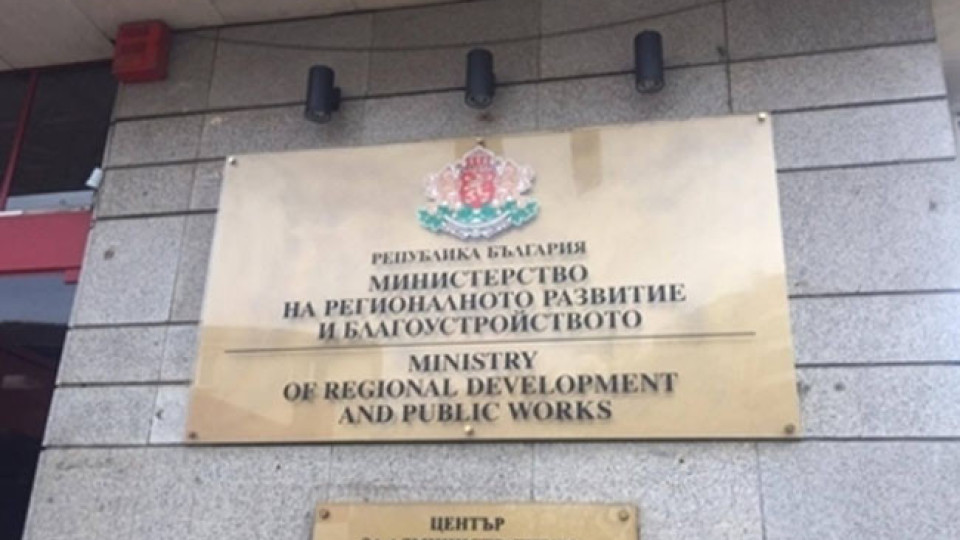 РЕПУБЛИКА БЪЛГАРИЯ
МИНИСТЕРСТВО
НА РЕГИОНАЛНОТО РАЗВИТИЕ
И БЛАГОУСТРОЙСТВОТО
MINISTRY
OF REGIONAL DEVELOPMENT
AND PUBLIC WORKS
ЦЕНТЪР